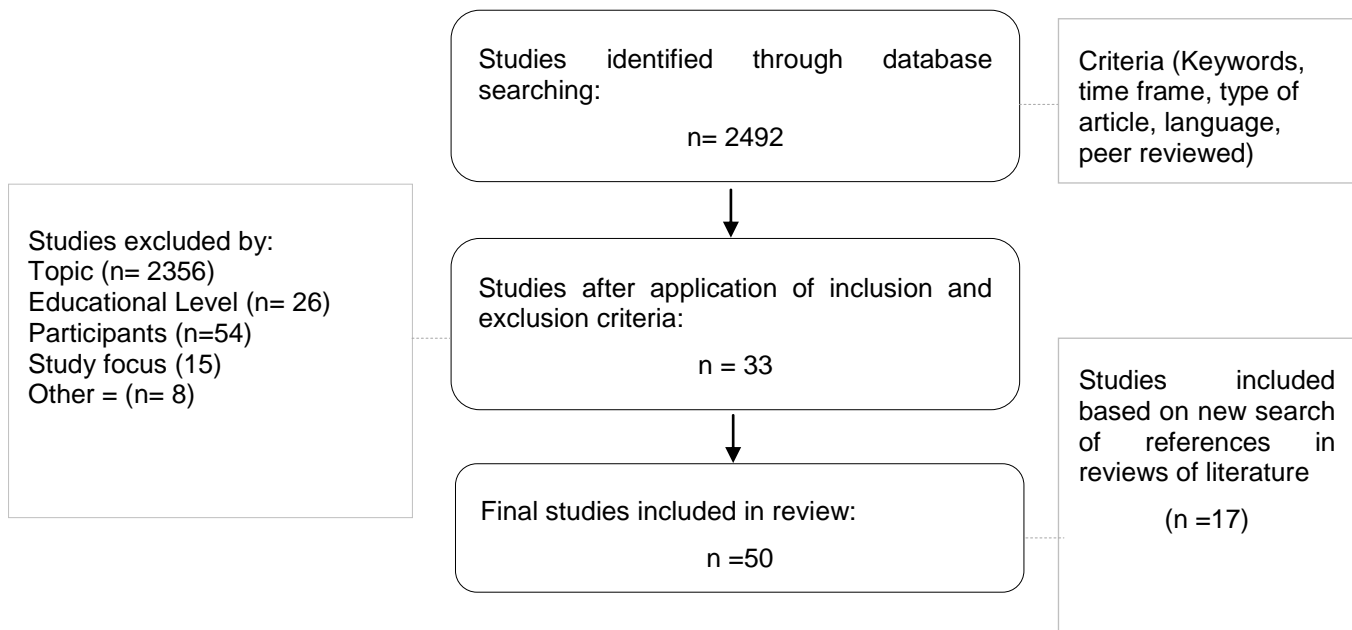 Studies identified through database
searching:
n= 2492
Criteria (Keywords,
time frame, type of
article, language,
peer reviewed)
Studies excluded by:
Topic (n= 2356)
Educational Level (n= 26)
Participants (n=54)
Study focus (15)
Other = (n= 8)
Studies after application of inclusion and
exclusion criteria:
n = 33
Studies included
based on new search
of references in
reviews of literature
(n =17)
Final studies included in review:
n =50